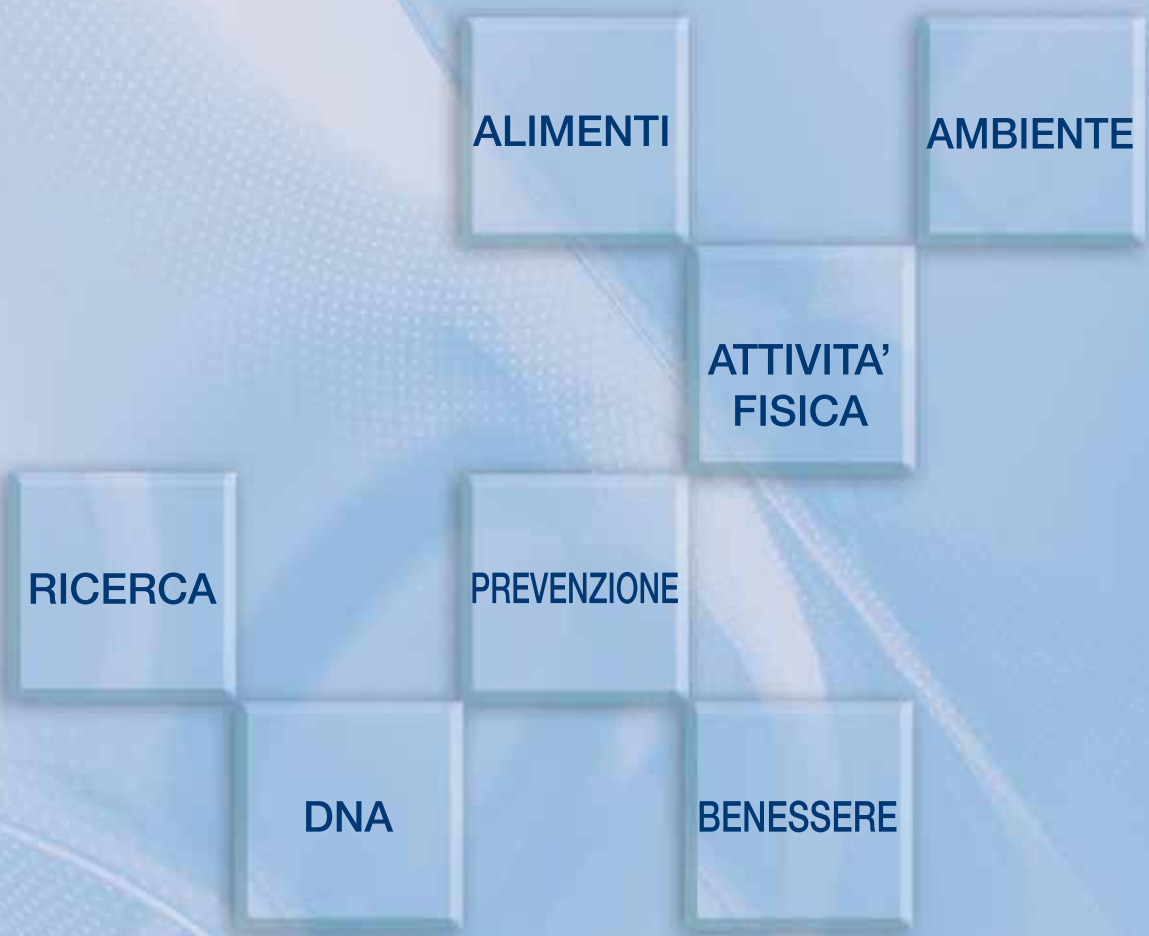 ALIMENTI
AMBIENTE
ATTIVITA’
FISICA
RICERCA
PREVENZIONE
DNA
BENESSERE